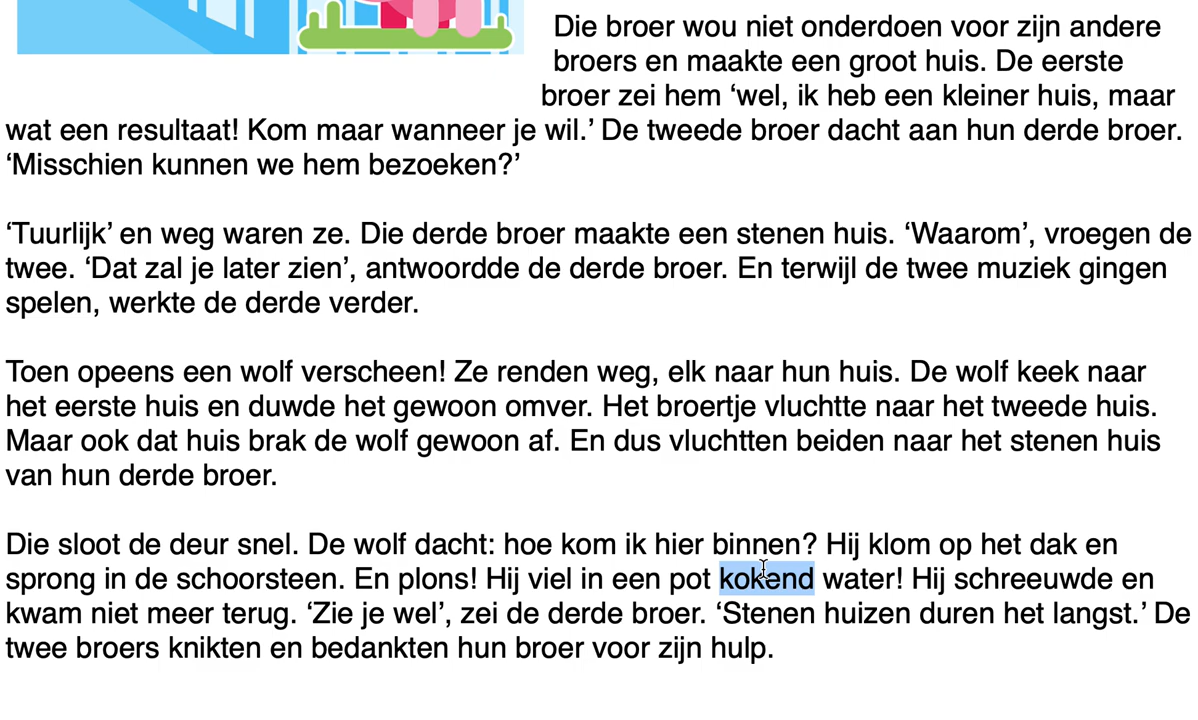 Die broer wou niet onderdoen voor zijn andere
broers en maakte een groot huis. De eerste
broer zei hem ‘wel, ik heb een kleiner huis, maar
wat een resultaat! Kom maar wanneer je wil.’ De tweede broer dacht aan hun derde broer.
‘Misschien kunnen we hem bezoeken?’
‘Tuurlijk’ en weg waren ze. Die derde broer maakte een stenen huis. ‘Waarom’, vroegen de
twee. ‘Dat zal je later zien’, antwoordde de derde broer. En terwijl de twee muziek gingen
spelen, werkte de derde verder.
Toen opeens een wolf verscheen! Ze renden weg, elk naar hun huis. De wolf keek naar
het eerste huis en duwde het gewoon omver. Het broertje vluchtte naar het tweede huis.
Maar ook dat huis brak de wolf gewoon af. En dus vluchtten beiden naar het stenen huis
van hun derde broer.
Die sloot de deur snel. De wolf dacht: hoe kom ik hier binnen? Hij klom op het dak en
sprong in de schoorsteen. En plons! Hij viel in een pot kokend water! Hij schreeuwde en
kwam niet meer terug. ‘Zie je wel’, zei de derde broer. ‘Stenen huizen duren het langst.’ De
twee broers knikten en bedankten hun broer voor zijn hulp.